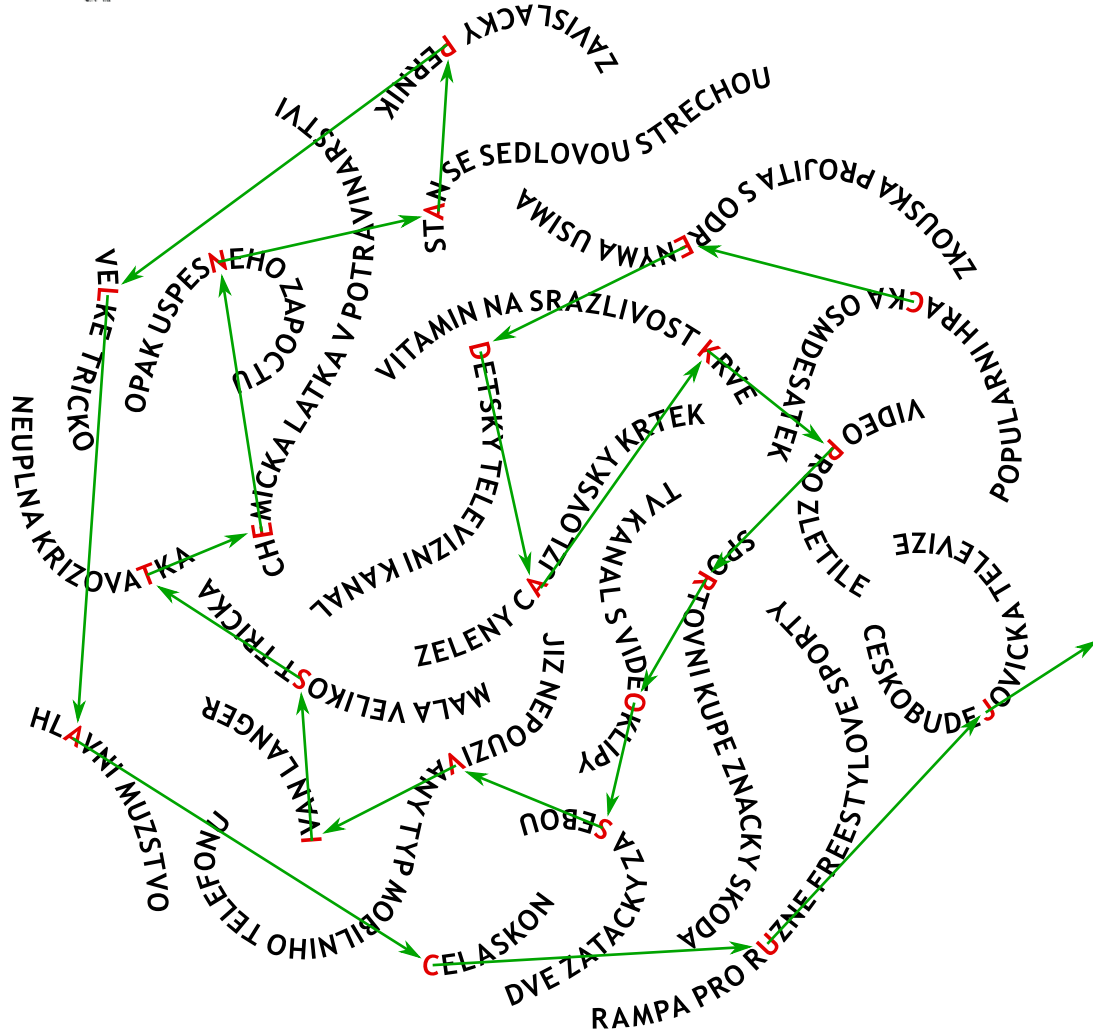 ZAVISLACKY PERNIK
STAN SE SEDLOVOU STRECHOU
CHEMICKA LATKA V POTRAVINARSTVI
ZKOUSKA PROJITA S ODRENYMA USIMA
VELKE TRICKO
OPAK USPESNEHO ZAPOCTU
VITAMIN NA SRAZLIVOST KRVE
POPULARNI HRACKA OSMDESATEK
DETSKY TELEVIZNI KANAL
NEUPLNA KRIZOVATKA
ZELENY CAIZLOVSKY KRTEK
VIDEO PRO ZLETILE
TV KANAL S VIDEOKLIPY
SPORTOVNI KUPE ZNACKY SKODA
CESKOBUDEJOVICKA TELEVIZE
MALA VELIKOST TRICKA
IVAN LANGER
JIZ NEPOUZIVANY TYP MOBILNIHO TELEFONU
HLAVNI MUZSTVO
DVE ZATACKY ZA SEBOU
CELASKON
RAMPA PRO RUZNE FREESTYLOVE SPORTY